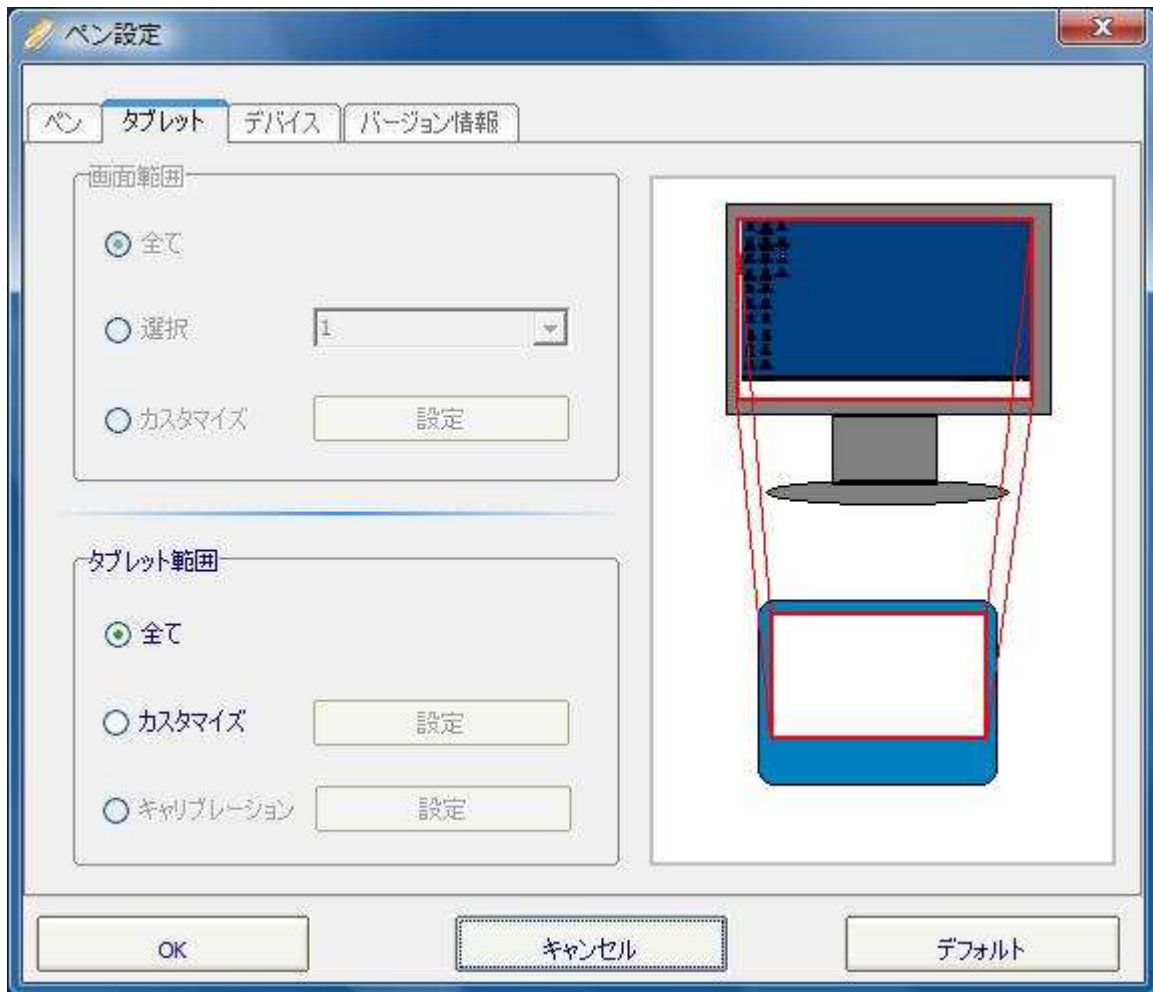 ペン設定
ペン タブレット デバイス バージョン情報
画面範囲
全て
選択 1
カスタマイズ 設定
タブレット範囲
全て
カスタマイズ 設定
キャリブレーション 設定
OK キャンセル デフォルト